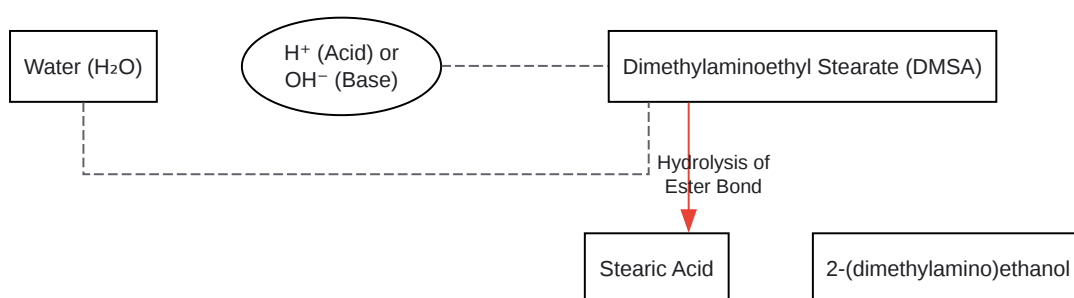 Water (H₂O)
H⁺ (Acid) or
OH⁻ (Base)
Dimethylaminoethyl Stearate (DMSA)
Hydrolysis of
Ester Bond
Stearic Acid
2-(dimethylamino)ethanol